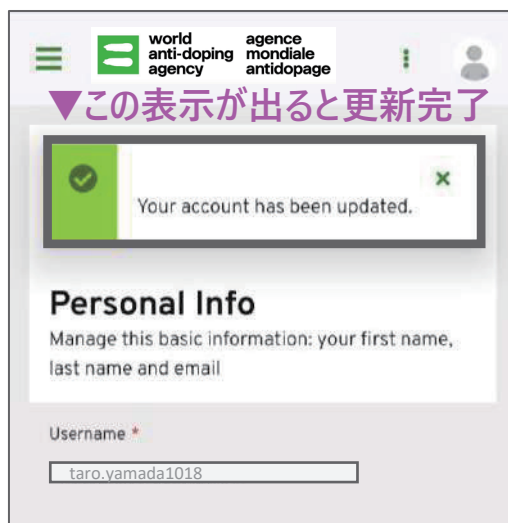 world
anti-doping
agency
agence
mondiale
antidopage
▼この表示が出ると更新完了
Your account has been updated.
Personal Info
Manage this basic information: your first name,
last name and email
Username *
taro.yamada1018